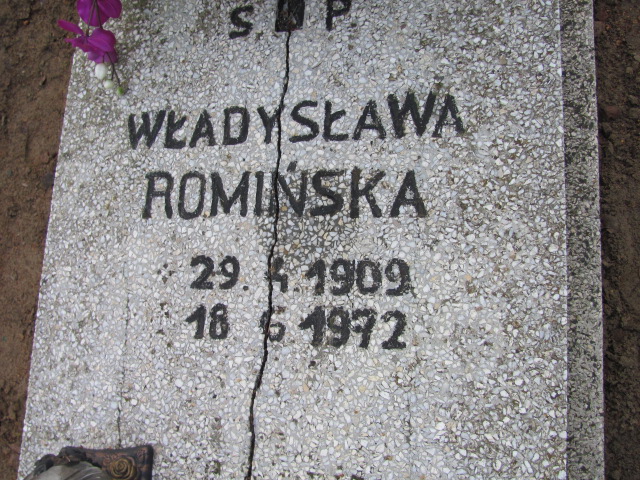 Ś P.
WŁADYSŁAWA
ROMIŃSKA
29. 4. 1909
18 6 1972